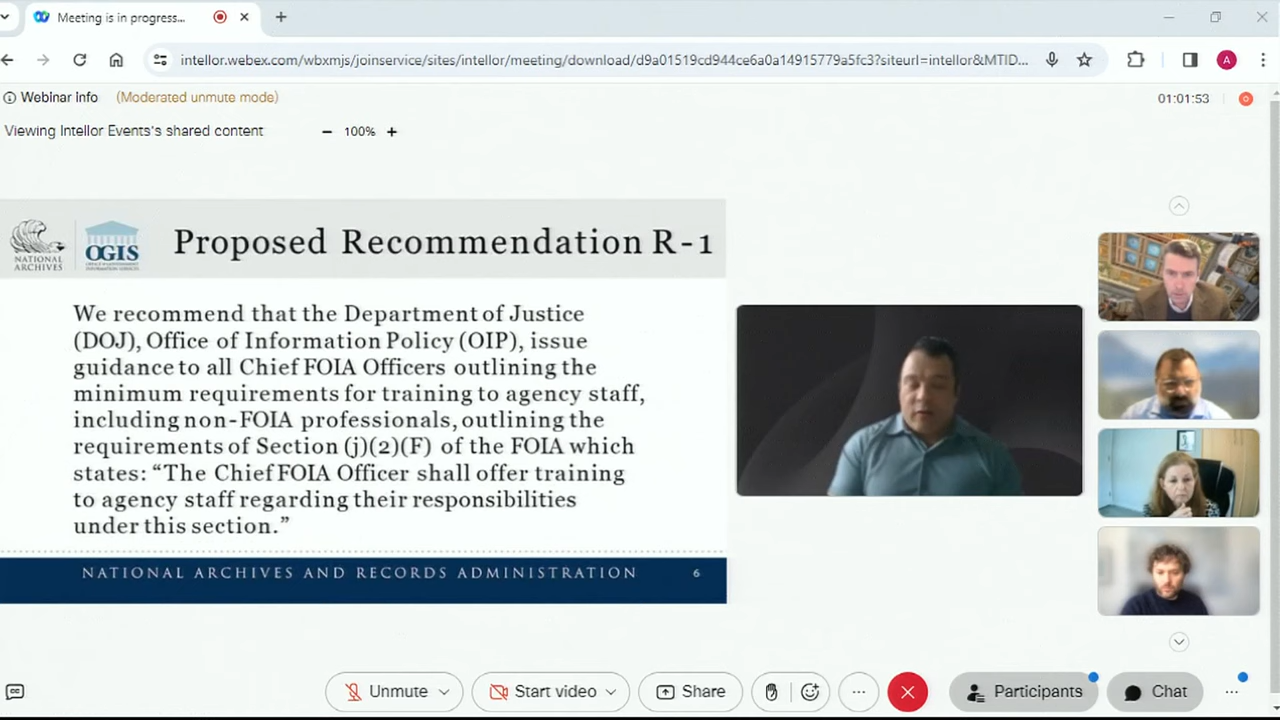 Meeting is in progress...
intellor.webex.com/wbxmjs/joinservice/sites/intellor/meeting/download/d9a01519cd944ce6a0a14915779a5fc3?siteurl=intellor&MTID...
A
Webinar Info (Moderated unmute mode)
01:01:53
Viewing Intellor Events's shared content
100%
NATIONAL
ARCHIVES
OGIS
Proposed Recommendation R-1
We recommend that the Department of Justice
(DOJ), Office of Information Policy (OIP), issue
guidance to all Chief FOIA Officers outlining the
minimum requirements for training to agency staff,
including non-FOIA professionals, outlining the
requirements of Section (j)(2)(F) of the FOIA which
states: “The Chief FOIA Officer shall offer training
to agency staff regarding their responsibilities
under this section.”
NATIONAL ARCHIVES AND RECORDS ADMINISTRATION 6
Unmute
Start video
Share
Participants
Chat